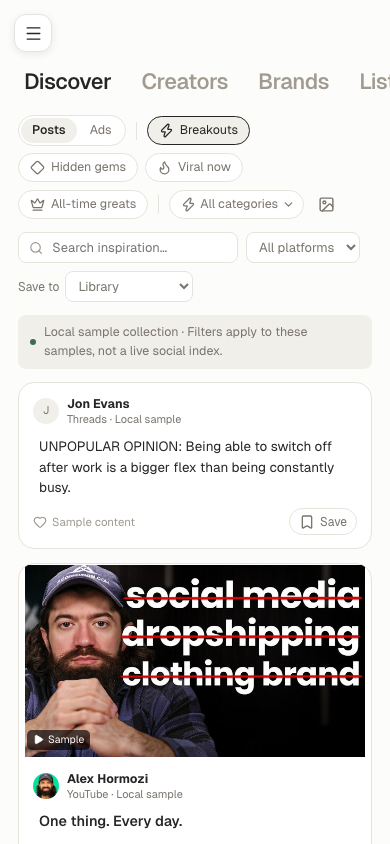 Discover Creators Brands List
Posts Ads Breakouts
Hidden gems Viral now
All-time greats All categories
Search inspiration... All platforms
Save to Library
Local sample collection · Filters apply to these
samples, not a live social index.
J
Jon Evans
Threads · Local sample
UNPOPULAR OPINION: Being able to switch off
after work is a bigger flex than being constantly
busy.
Sample content Save
social media
dropshipping
clothing brand
Sample
Alex Hormozi
YouTube · Local sample
One thing. Every day.